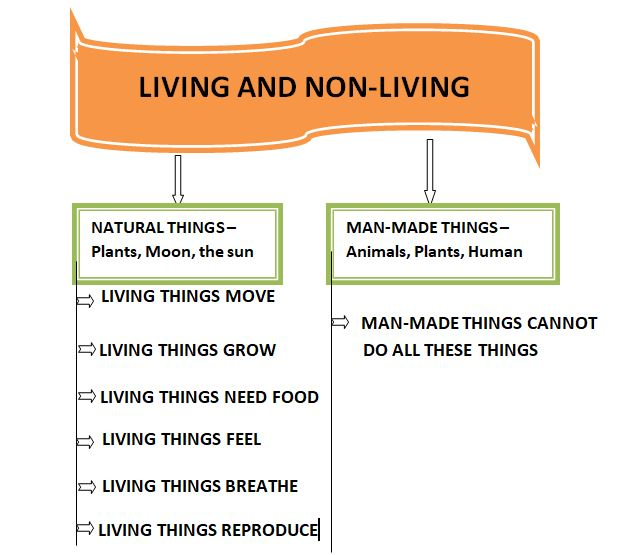 LIVING AND NON-LIVING
NATURAL THINGS –
Plants, Moon, the sun
LIVING THINGS MOVE
LIVING THINGS GROW
LIVING THINGS NEED FOOD
LIVING THINGS FEEL
LIVING THINGS BREATHE
LIVING THINGS REPRODUCE
MAN-MADE THINGS –
Animals, Plants, Human
MAN-MADE THINGS CANNOT
DO ALL THESE THINGS